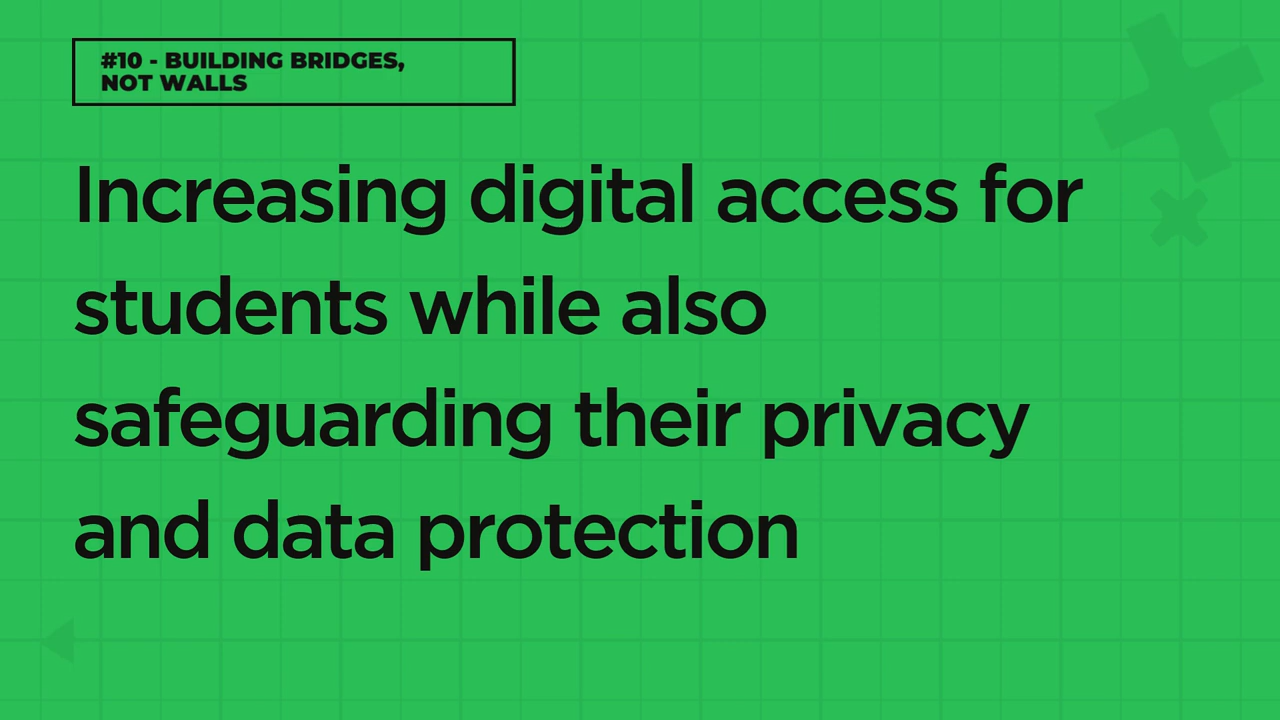 #10 - BUILDING BRIDGES,
NOT WALLS
Increasing digital access for
students while also
safeguarding their privacy
and data protection